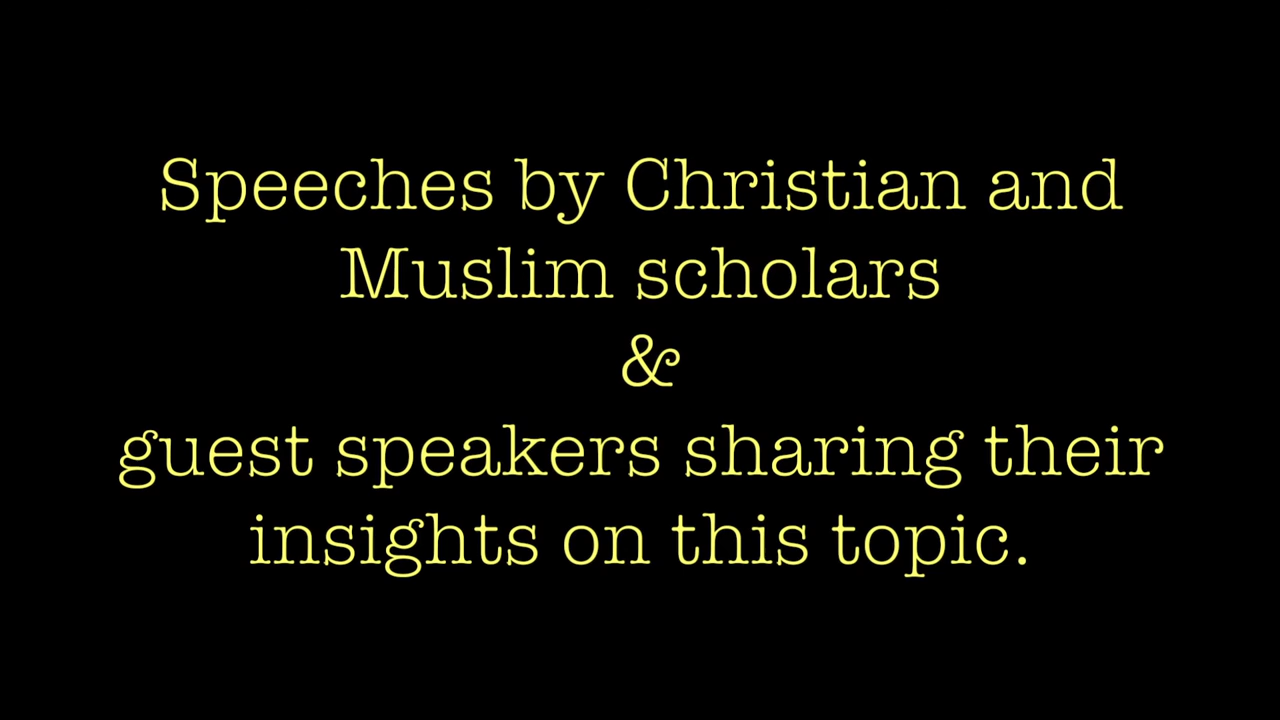 Speeches by Christian and
Muslim scholars
&
guest speakers sharing their
insights on this topic.